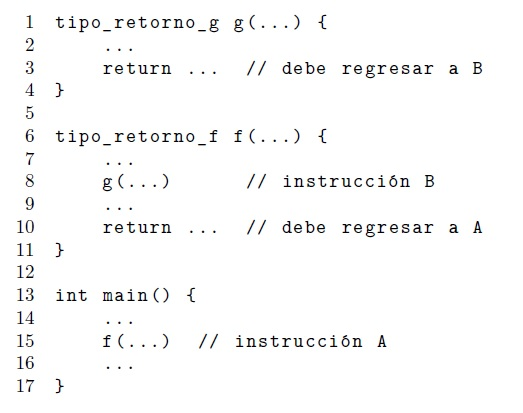 1 tipo_retorno_g g(...) {
2 ...
3 return ... // debe regresar a B
4 }
5
6 tipo_retorno_f f(...) {
7 ...
8 g(...) // instrucción B
9 ...
10 return ... // debe regresar a A
11 }
12
13 int main() {
14 ...
15 f(...) // instrucción A
16 ...
17 }